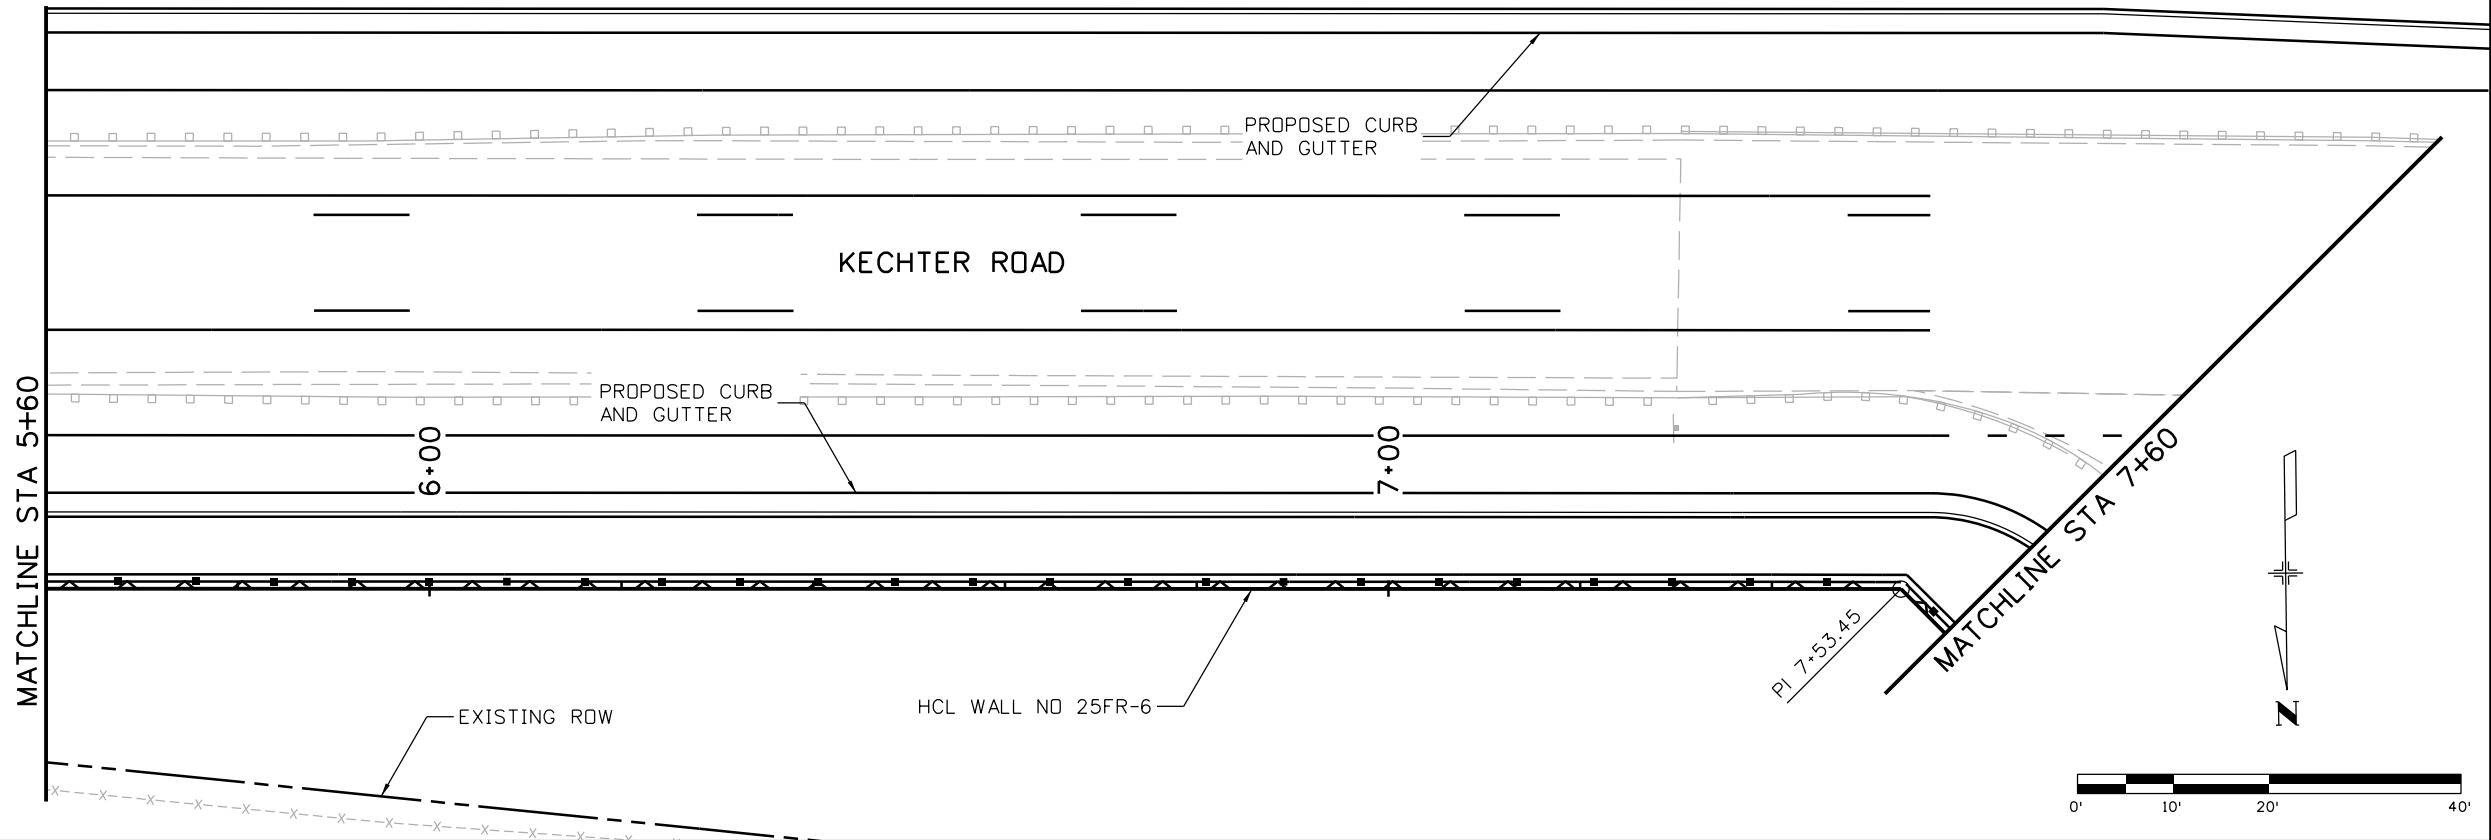 PROPOSED CURB
AND GUTTER
KECHTER ROAD
PROPOSED CURB
AND GUTTER
MATCHLINE STA 5+60
6+00
7+00
MATCHLINE STA 7+60
PI 7+53.45
HCL WALL NO 25FR-6
EXISTING ROW
N
0' 10' 20' 40'